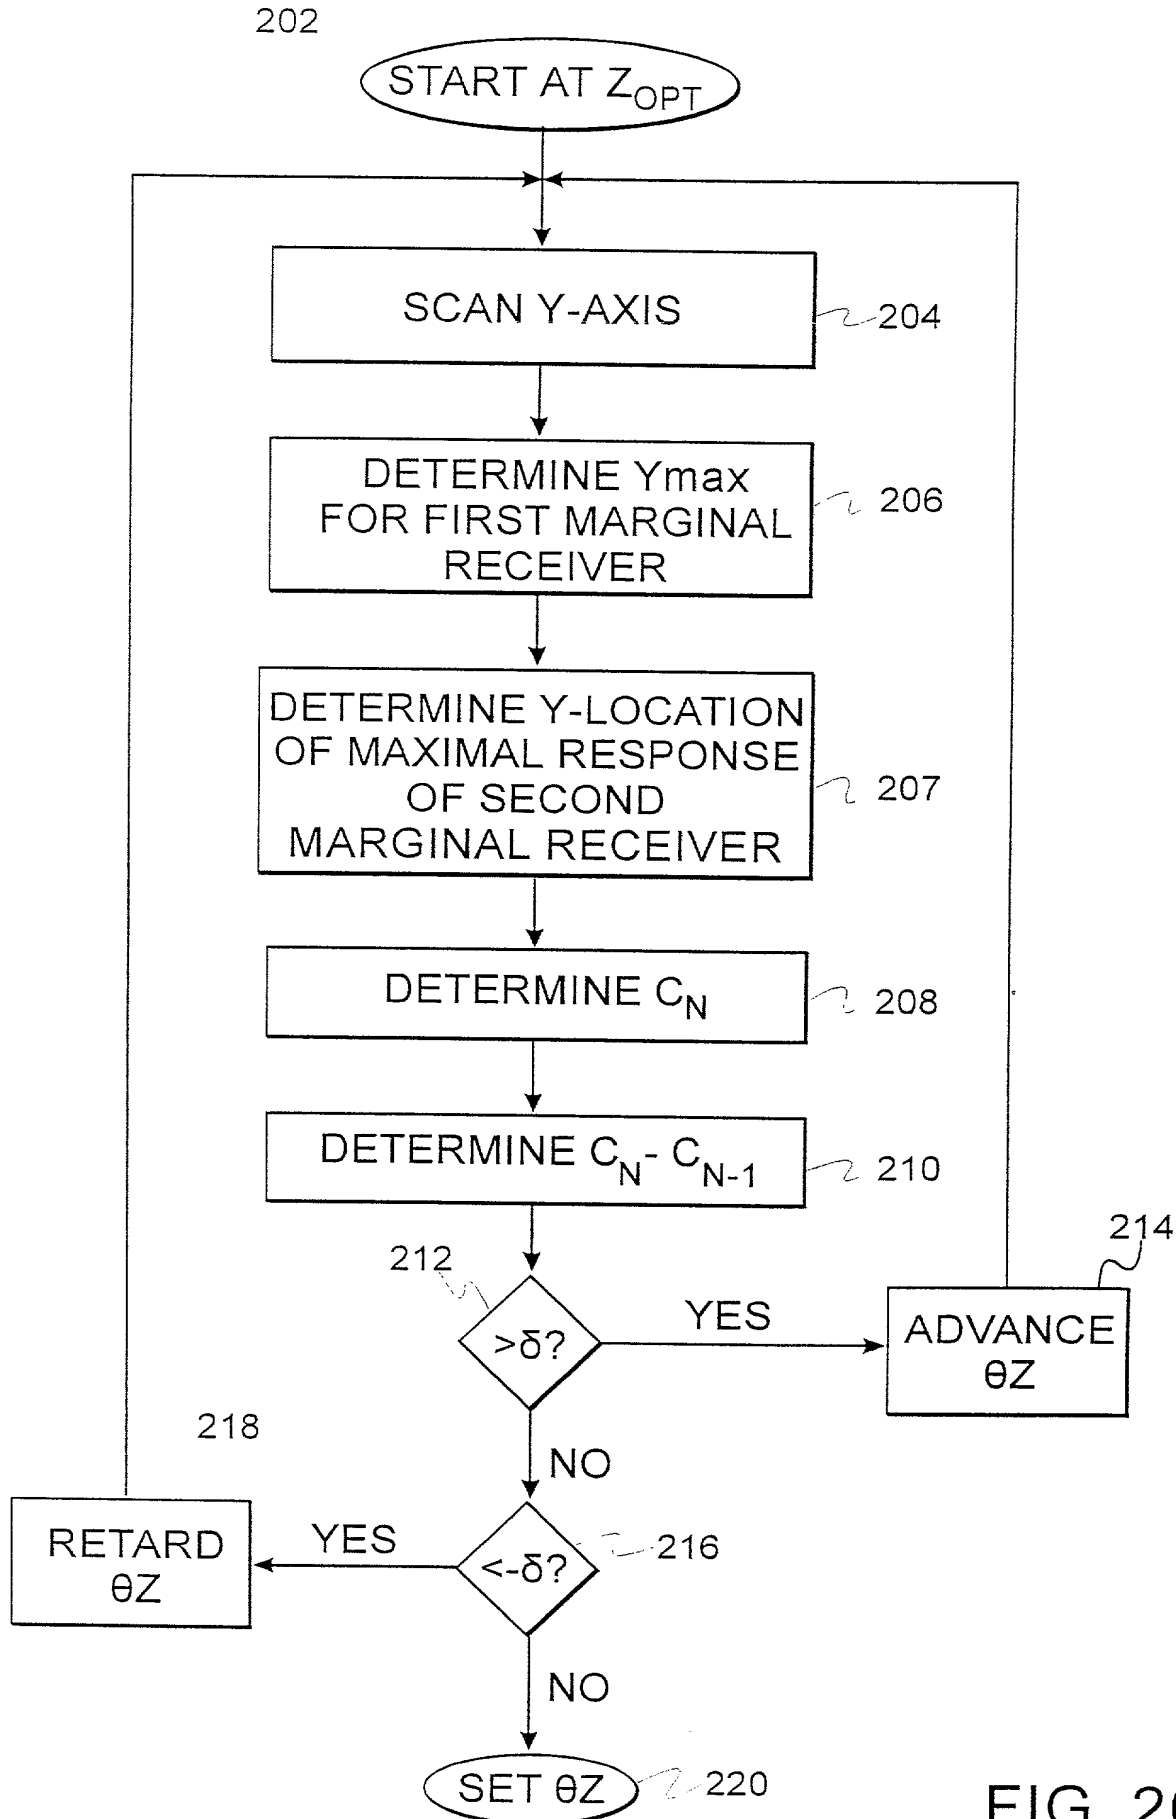 202
START AT ZOPT
SCAN Y-AXIS
204
DETERMINE Ymax
FOR FIRST MARGINAL
RECEIVER
206
DETERMINE Y-LOCATION
OF MAXIMAL RESPONSE
OF SECOND
MARGINAL RECEIVER
207
DETERMINE CN
208
DETERMINE CN- CN-1
210
212
>δ?
YES
214
ADVANCE
θZ
NO
218
RETARD
θZ
YES
<-δ?
216
NO
SET θZ
220
FIG.